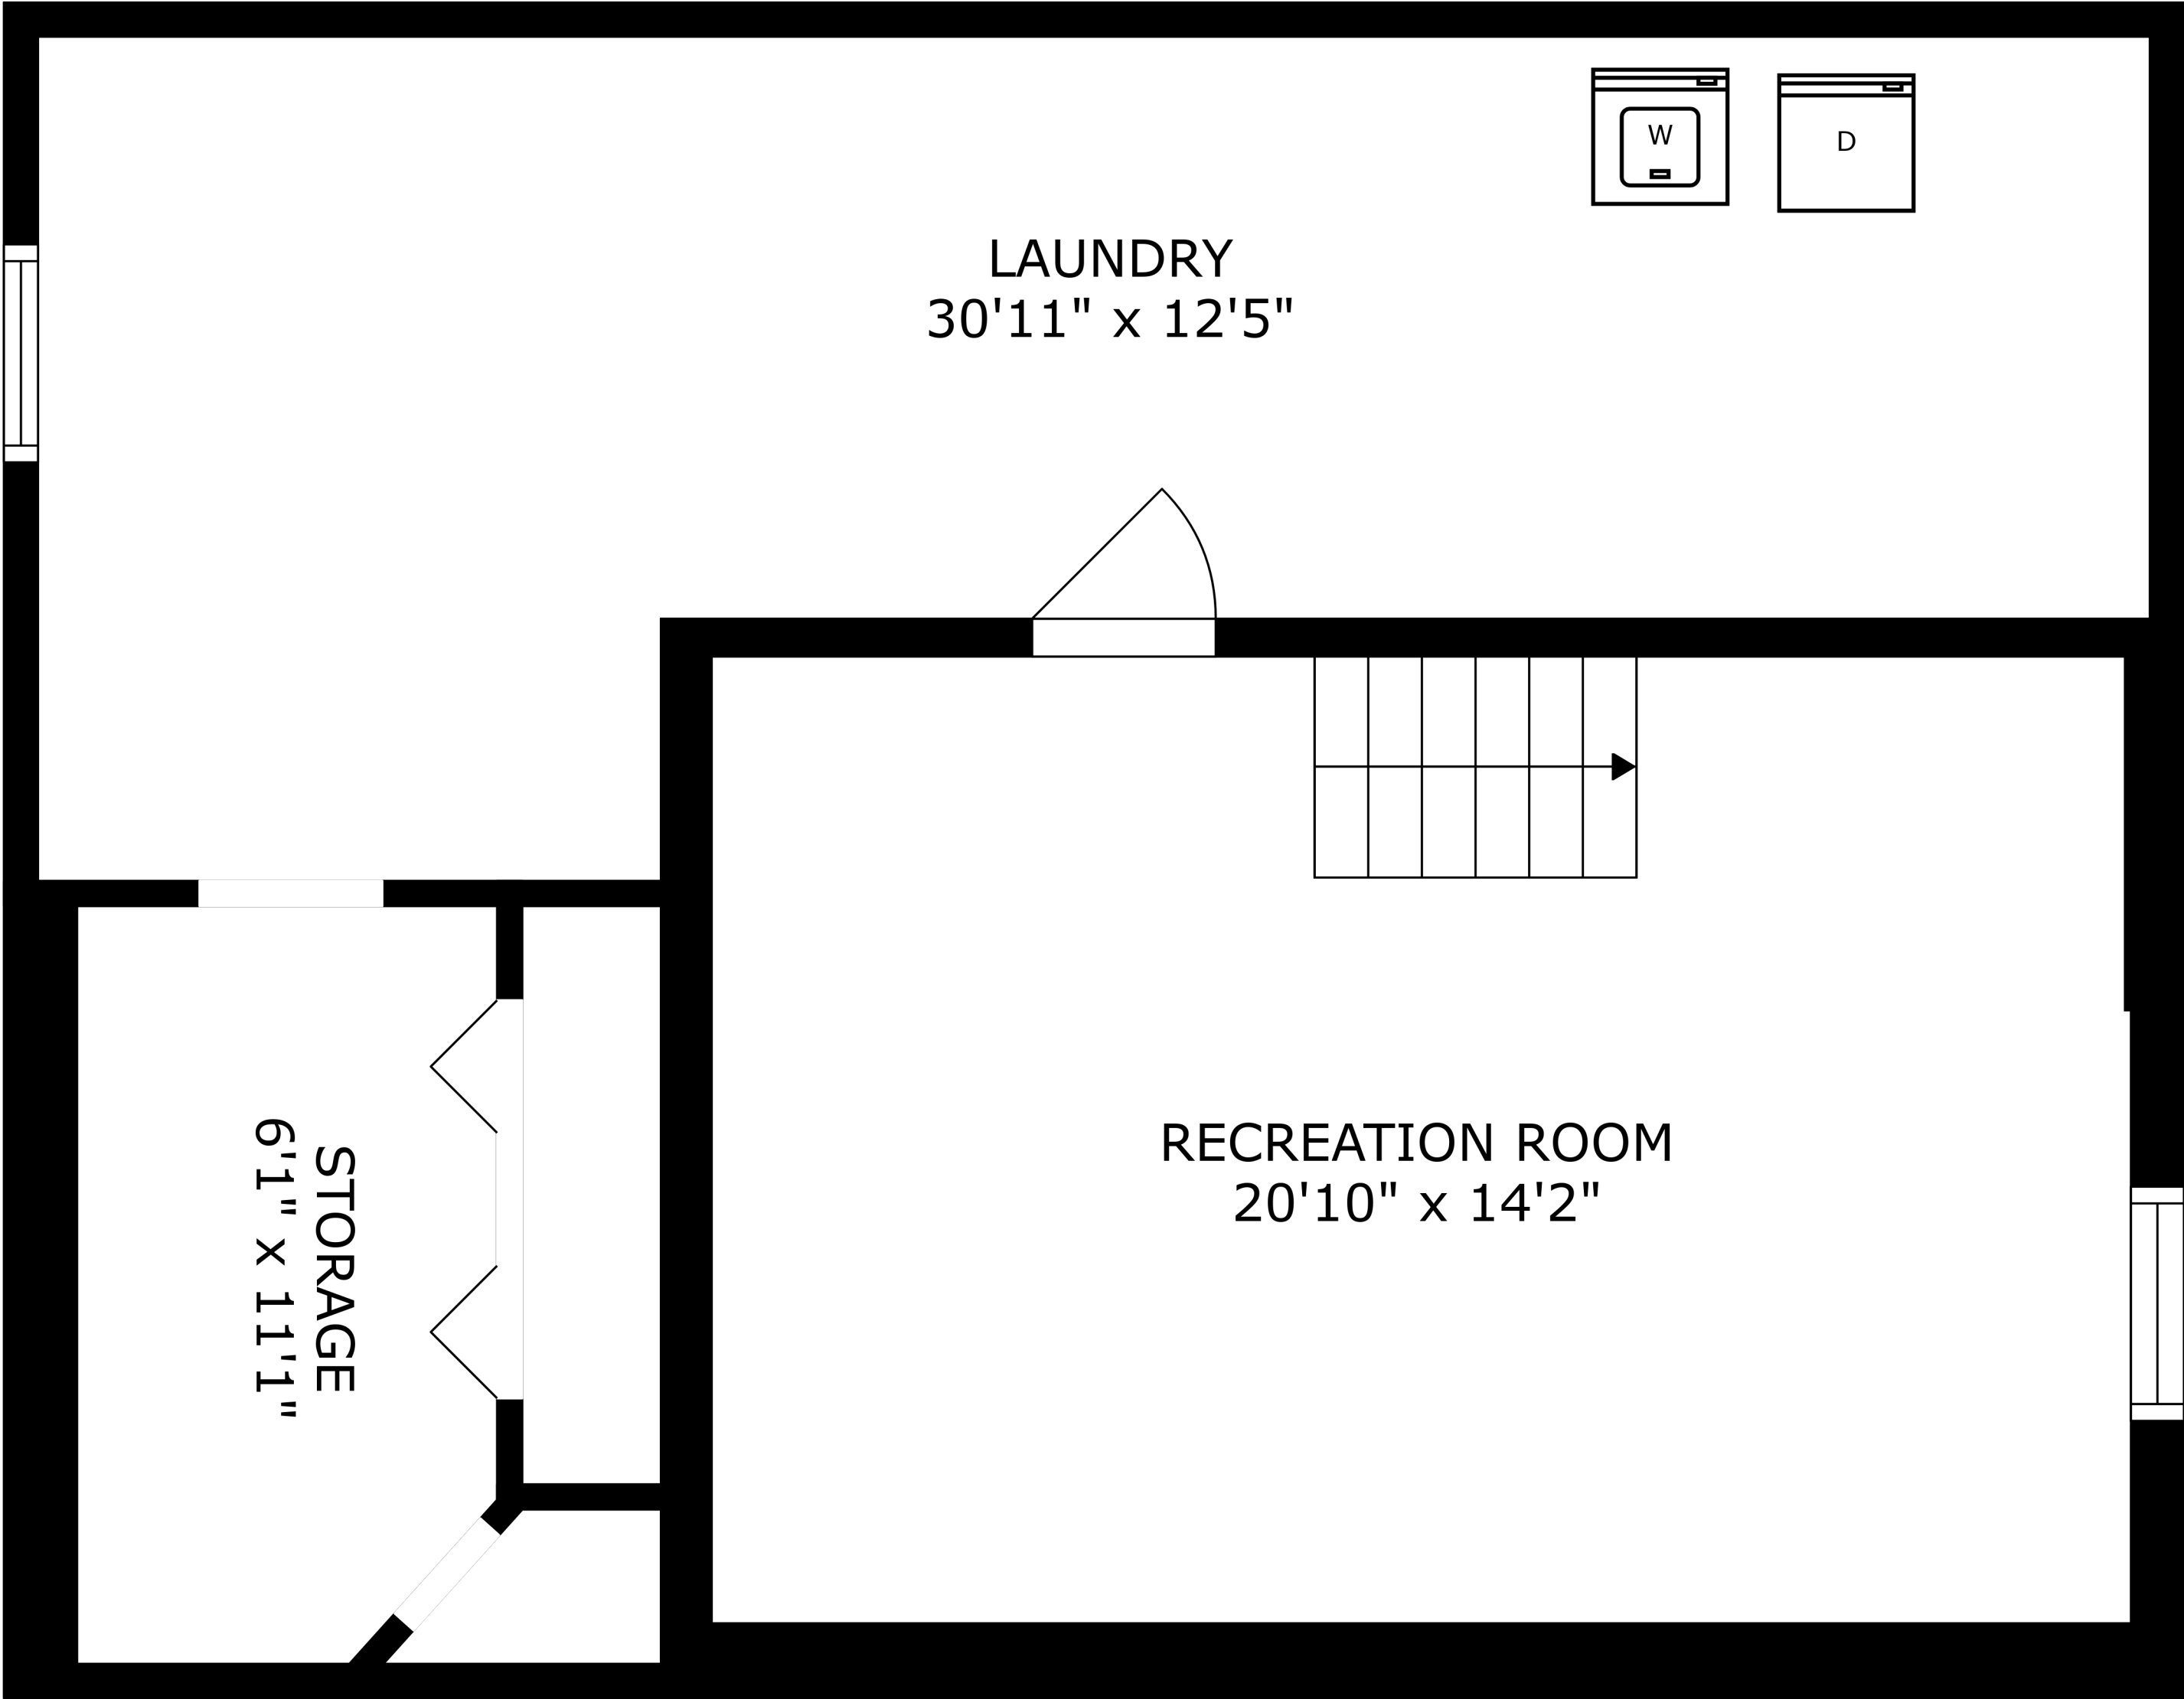 W
D
LAUNDRY
30'11" x 12'5"
RECREATION ROOM
20'10" x 14'2"
STORAGE
6'1" x 11'1"